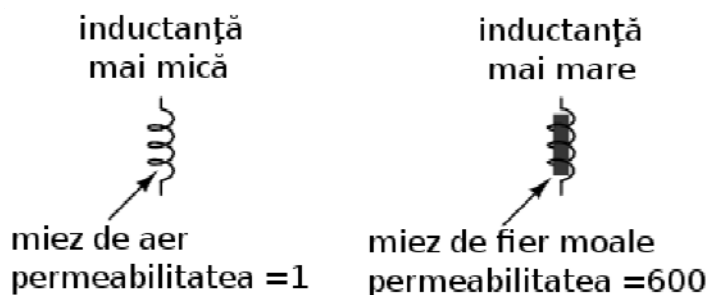 inductanţă
mai mică
inductanţă
mai mare
miez de aer
permeabilitatea =1
miez de fier moale
permeabilitatea =600